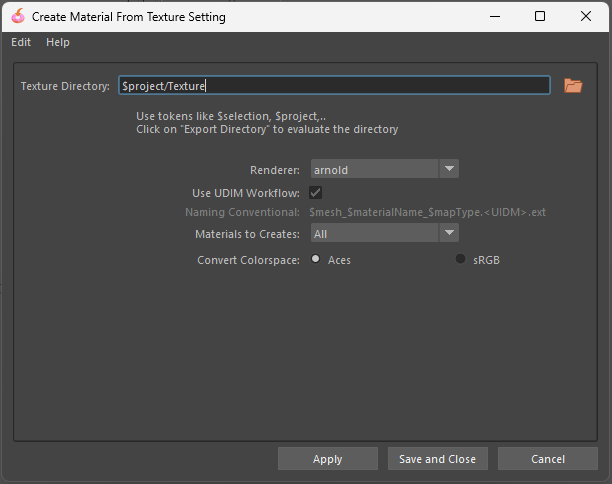 Create Material From Texture Setting
Edit Help
Texture Directory: $project/Texture
Use tokens like $selection, $project,..
Click on "Export Directory" to evaluate the directory
Renderer: arnold
Use UDIM Workflow:
Naming Conventional: $mesh_$materialName_$mapType.<UIDM>.ext
Materials to Creates: All
Convert Colorspace: Aces sRGB
Apply Save and Close Cancel